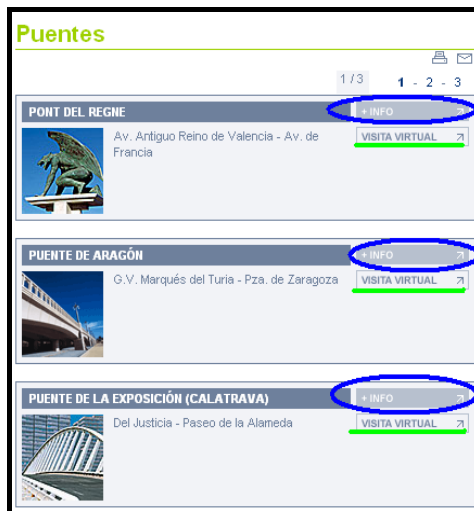 Puentes
1 / 3
1 - 2 - 3
PONT DEL REGNE
+ INFO
Av. Antiguo Reino de Valencia - Av. de
Francia
VISITA VIRTUAL
PUENTE DE ARAGÓN
+ INFO
G.V. Marqués del Turia - Pza. de Zaragoza
VISITA VIRTUAL
PUENTE DE LA EXPOSICIÓN (CALATRAVA)
+ INFO
Del Justicia - Paseo de la Alameda
VISITA VIRTUAL